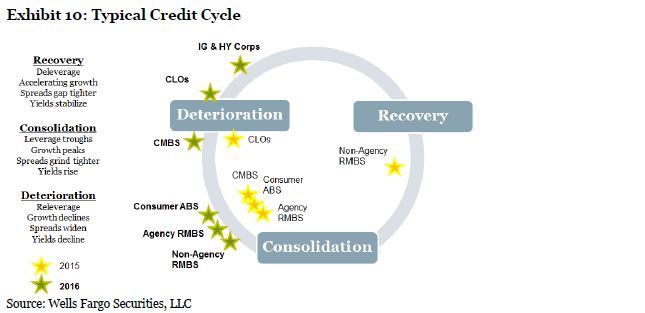 Exhibit 10: Typical Credit Cycle
Recovery
Deleverage
Accelerating growth
Spreads gap tighter
Yields stabilize
Consolidation
Leverage troughs
Growth peaks
Spreads grind tighter
Yields rise
Deterioration
Releverage
Growth declines
Spreads widen
Yields decline
2015
2016
IG & HY Corps
CLOs
Deterioration
Recovery
CMBS
CLOs
Non-Agency
RMBS
CMBS
Consumer
ABS
Agency
RMBS
Consumer ABS
Agency RMBS
Non-Agency
RMBS
Consolidation
Source: Wells Fargo Securities, LLC